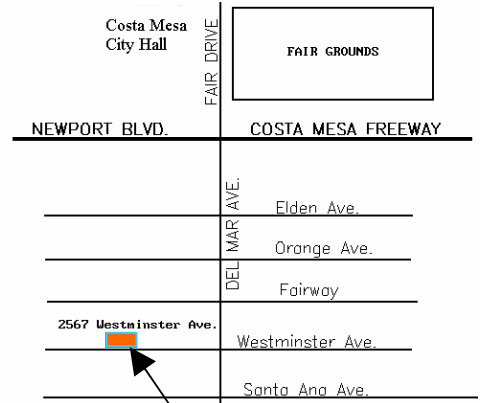 Costa Mesa
City Hall
FAIR DRIVE
FAIR GROUNDS
NEWPORT BLVD.
COSTA MESA FREEWAY
DEL MAR AVE.
Elden Ave.
Orange Ave.
Fairway
2567 Westminster Ave.
Westminster Ave.
Santa Ana Ave.